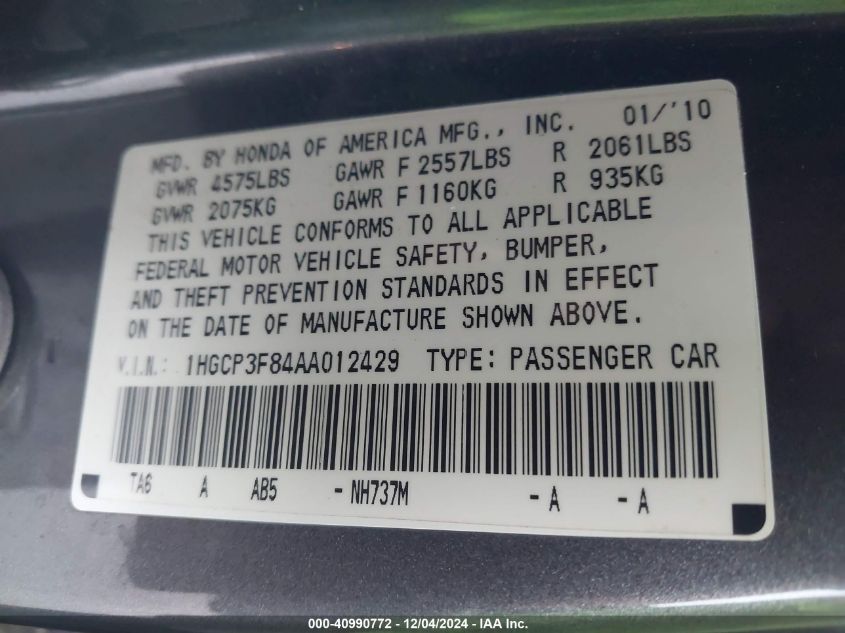 MFD. BY HONDA OF AMERICA MFG., INC. 01/'10
GVWR 4575LBS GAWR F 2557LBS R 2061LBS
GVWR 2075KG GAWR F 1160KG R 935KG
THIS VEHICLE CONFORMS TO ALL APPLICABLE
FEDERAL MOTOR VEHICLE SAFETY, BUMPER,
AND THEFT PREVENTION STANDARDS IN EFFECT
ON THE DATE OF MANUFACTURE SHOWN ABOVE.
V.I.N.: 1HGCP3F84AA012429 TYPE: PASSENGER CAR
TA6 A AB5 - NH737M - A - A
000-40990772 - 12/04/2024 - IAA Inc.